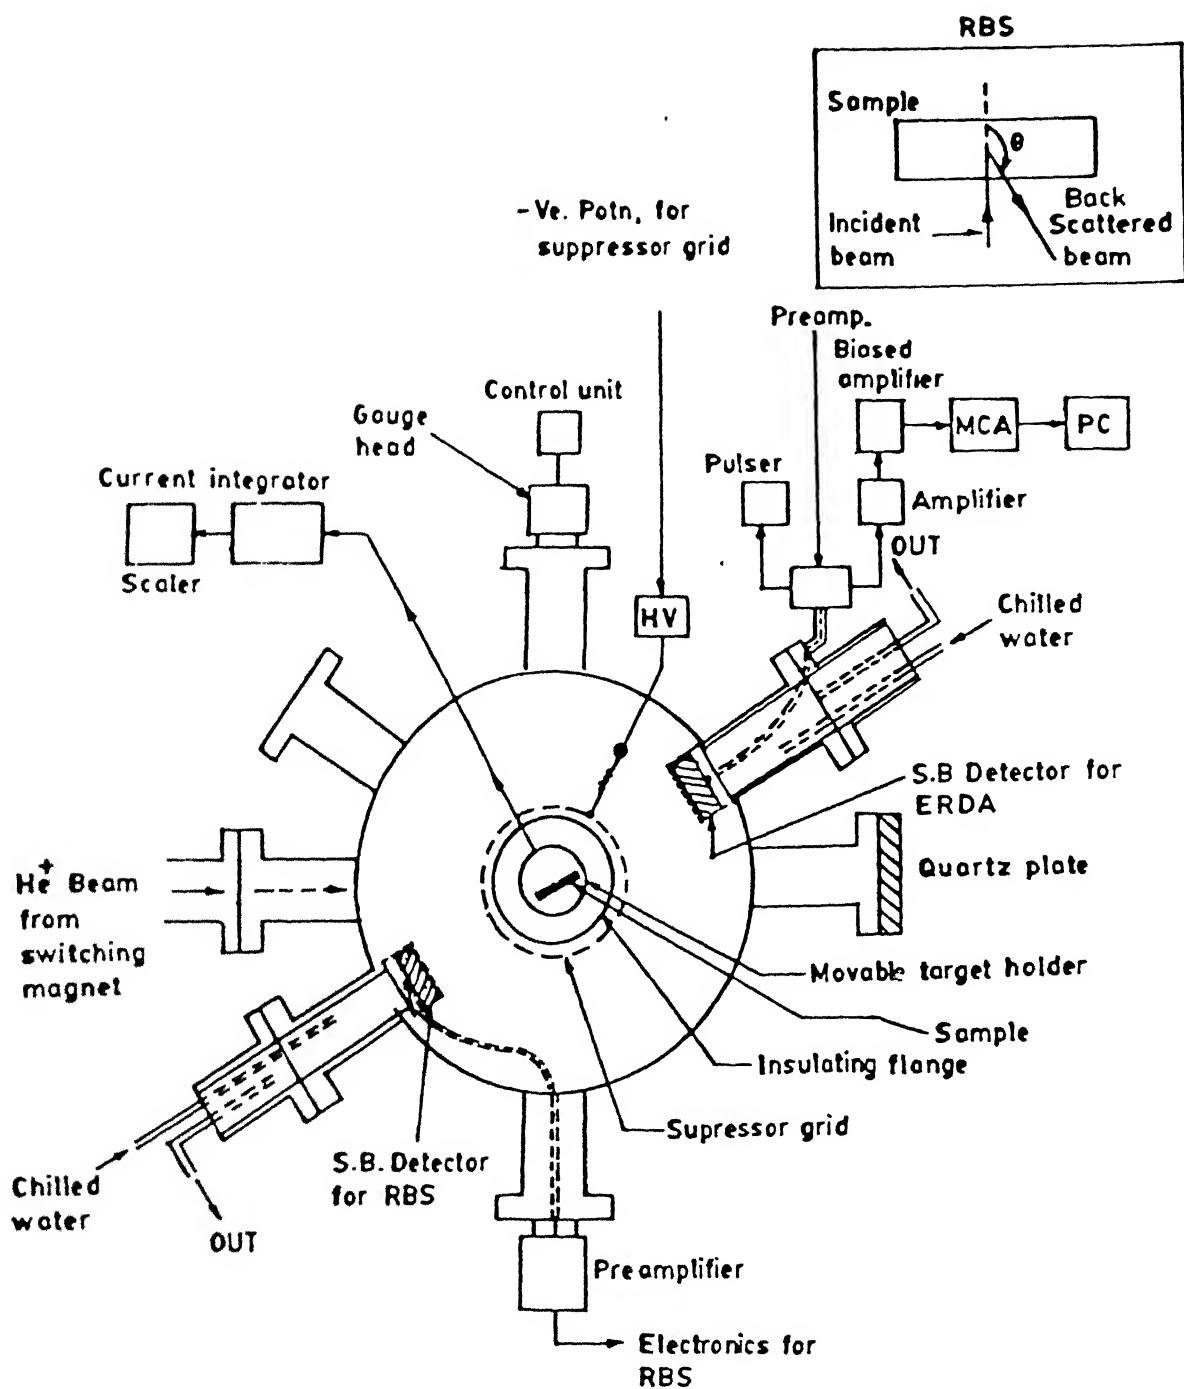 RBS
Sample
θ
Incident
beam
Back
Scattered
beam
-Ve. Potn, for
suppressor grid
Preamp.
Biased
amplifier
MCA
PC
Control unit
Gauge
head
Pulser
Amplifier
Current integrator
Scaler
OUT
HV
Chilled
water
S.B Detector for
ERDA
Quartz plate
He⁺ Beam
from
switching
magnet
Movable target holder
Sample
Insulating flange
Supressor grid
S.B. Detector
for RBS
Chilled
water
OUT
Preamplifier
Electronics for
RBS